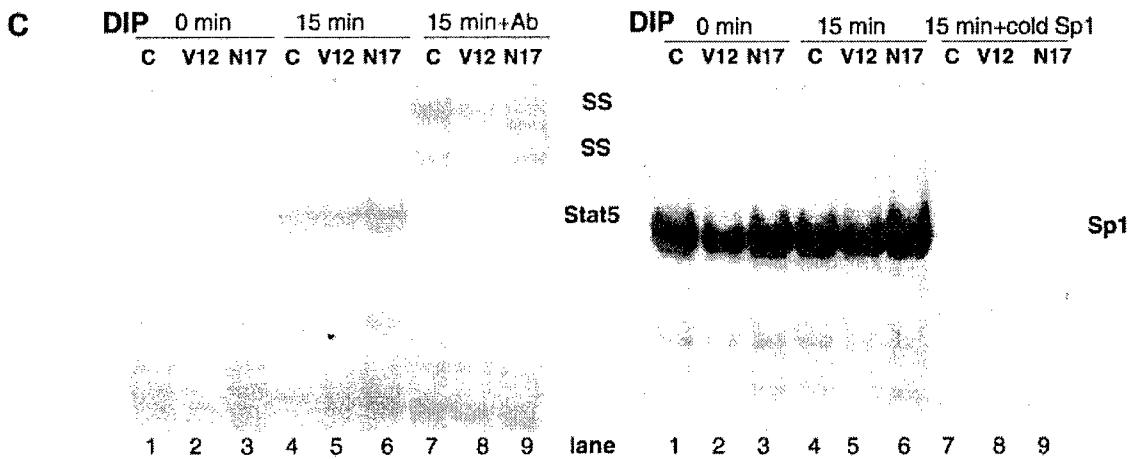 C DIP 0 min 15 min 15 min+Ab DIP 0 min 15 min 15 min+cold Sp1
C V12 N17 C V12 N17 C V12 N17 C V12 N17 C V12 N17 C V12 N17
SS
SS
Stat5 Sp1
1 2 3 4 5 6 7 8 9 lane 1 2 3 4 5 6 7 8 9